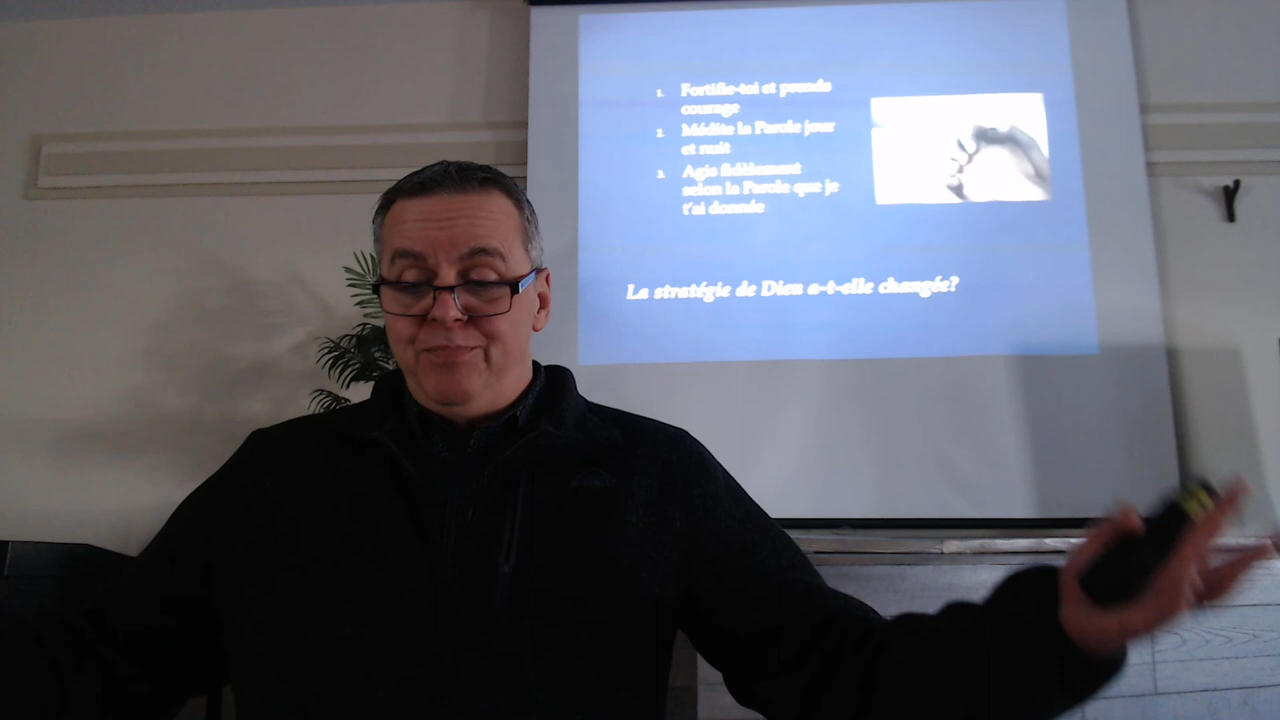 1. Fortifie-toi et prends
courage
2. Médite la Parole jour
et nuit
3. Agis fidèlement
selon la Parole que je
t'ai donnée
La stratégie de Dieu a-t-elle changée?